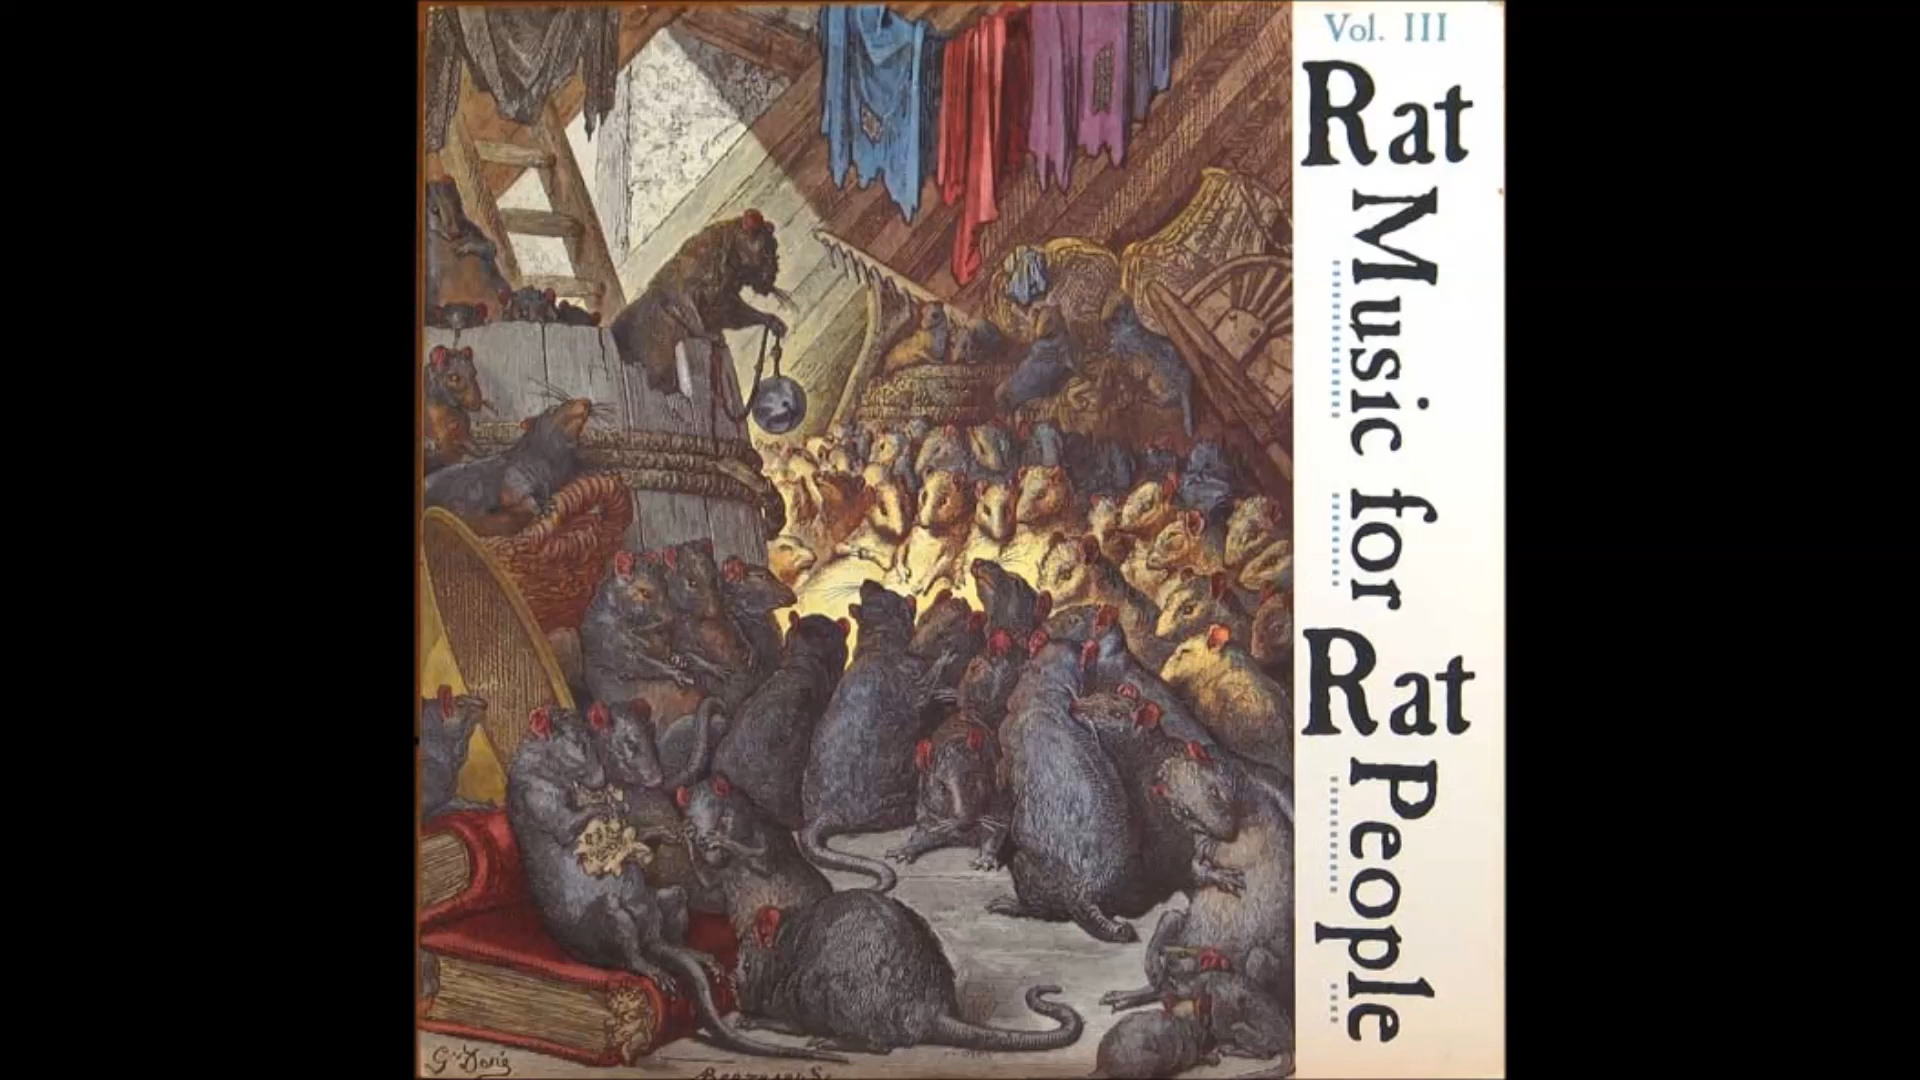 Vol. III
Rat
Music for
Rat
People
G. Doré